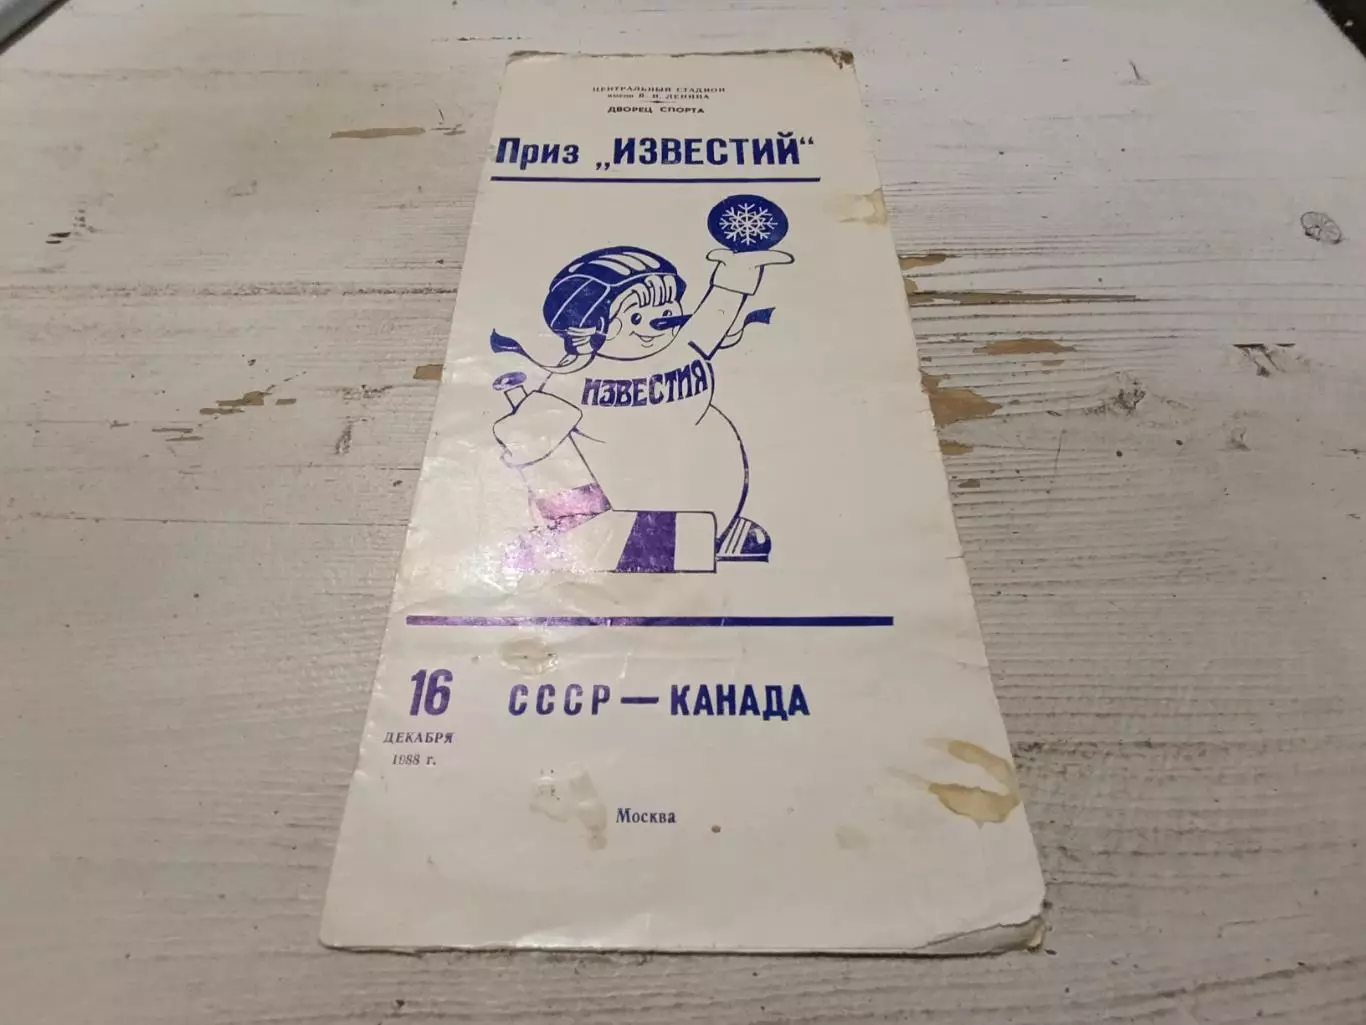 ЦЕНТРАЛЬНЫЙ СТАДИОН
имени В. И. ЛЕНИНА
ДВОРЕЦ СПОРТА
Приз „ИЗВЕСТИЙ“
ИЗВЕСТИЯ
16 СССР — КАНАДА
ДЕКАБРЯ
1988 г.
Москва